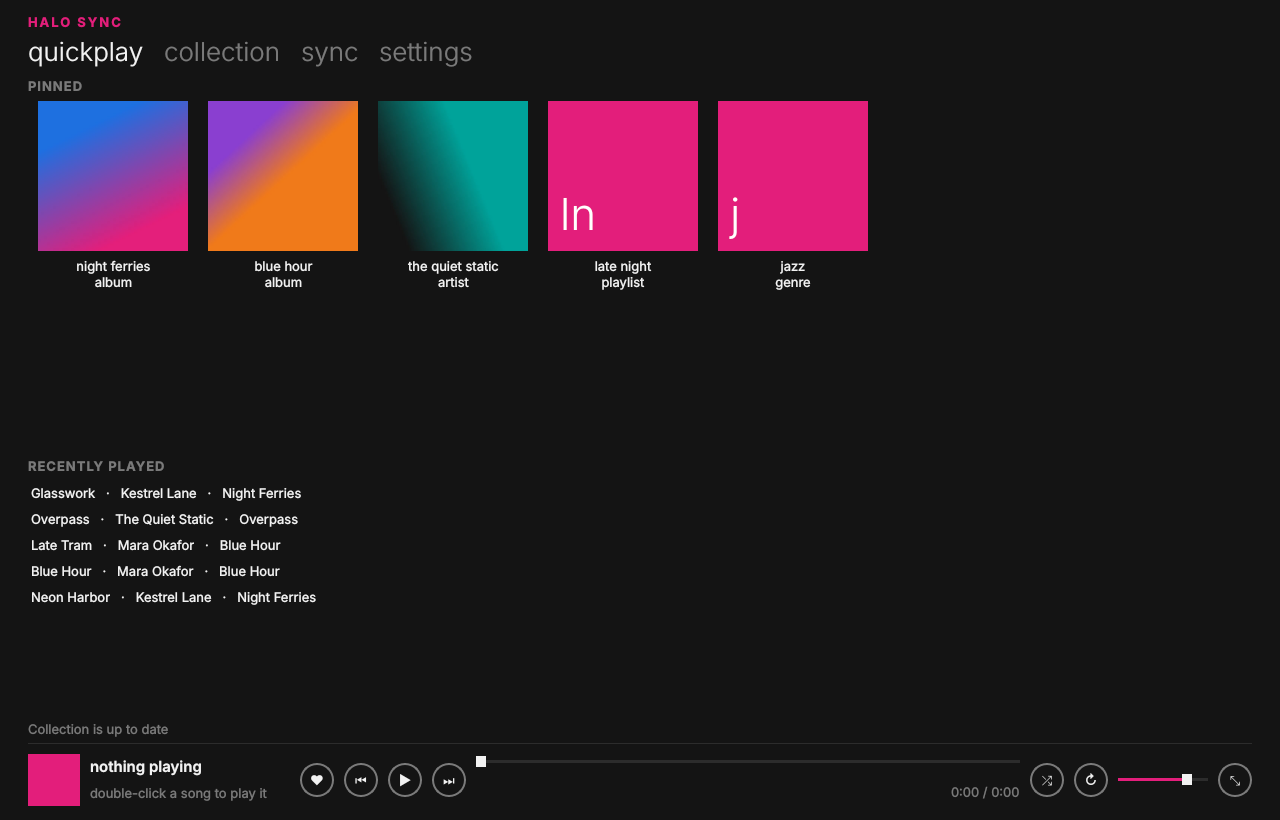 HALO SYNC
quickplay collection sync settings
PINNED
ln
j
night ferries
album
blue hour
album
the quiet static
artist
late night
playlist
jazz
genre
RECENTLY PLAYED
Glasswork · Kestrel Lane · Night Ferries
Overpass · The Quiet Static · Overpass
Late Tram · Mara Okafor · Blue Hour
Blue Hour · Mara Okafor · Blue Hour
Neon Harbor · Kestrel Lane · Night Ferries
Collection is up to date
nothing playing
double-click a song to play it
0:00 / 0:00